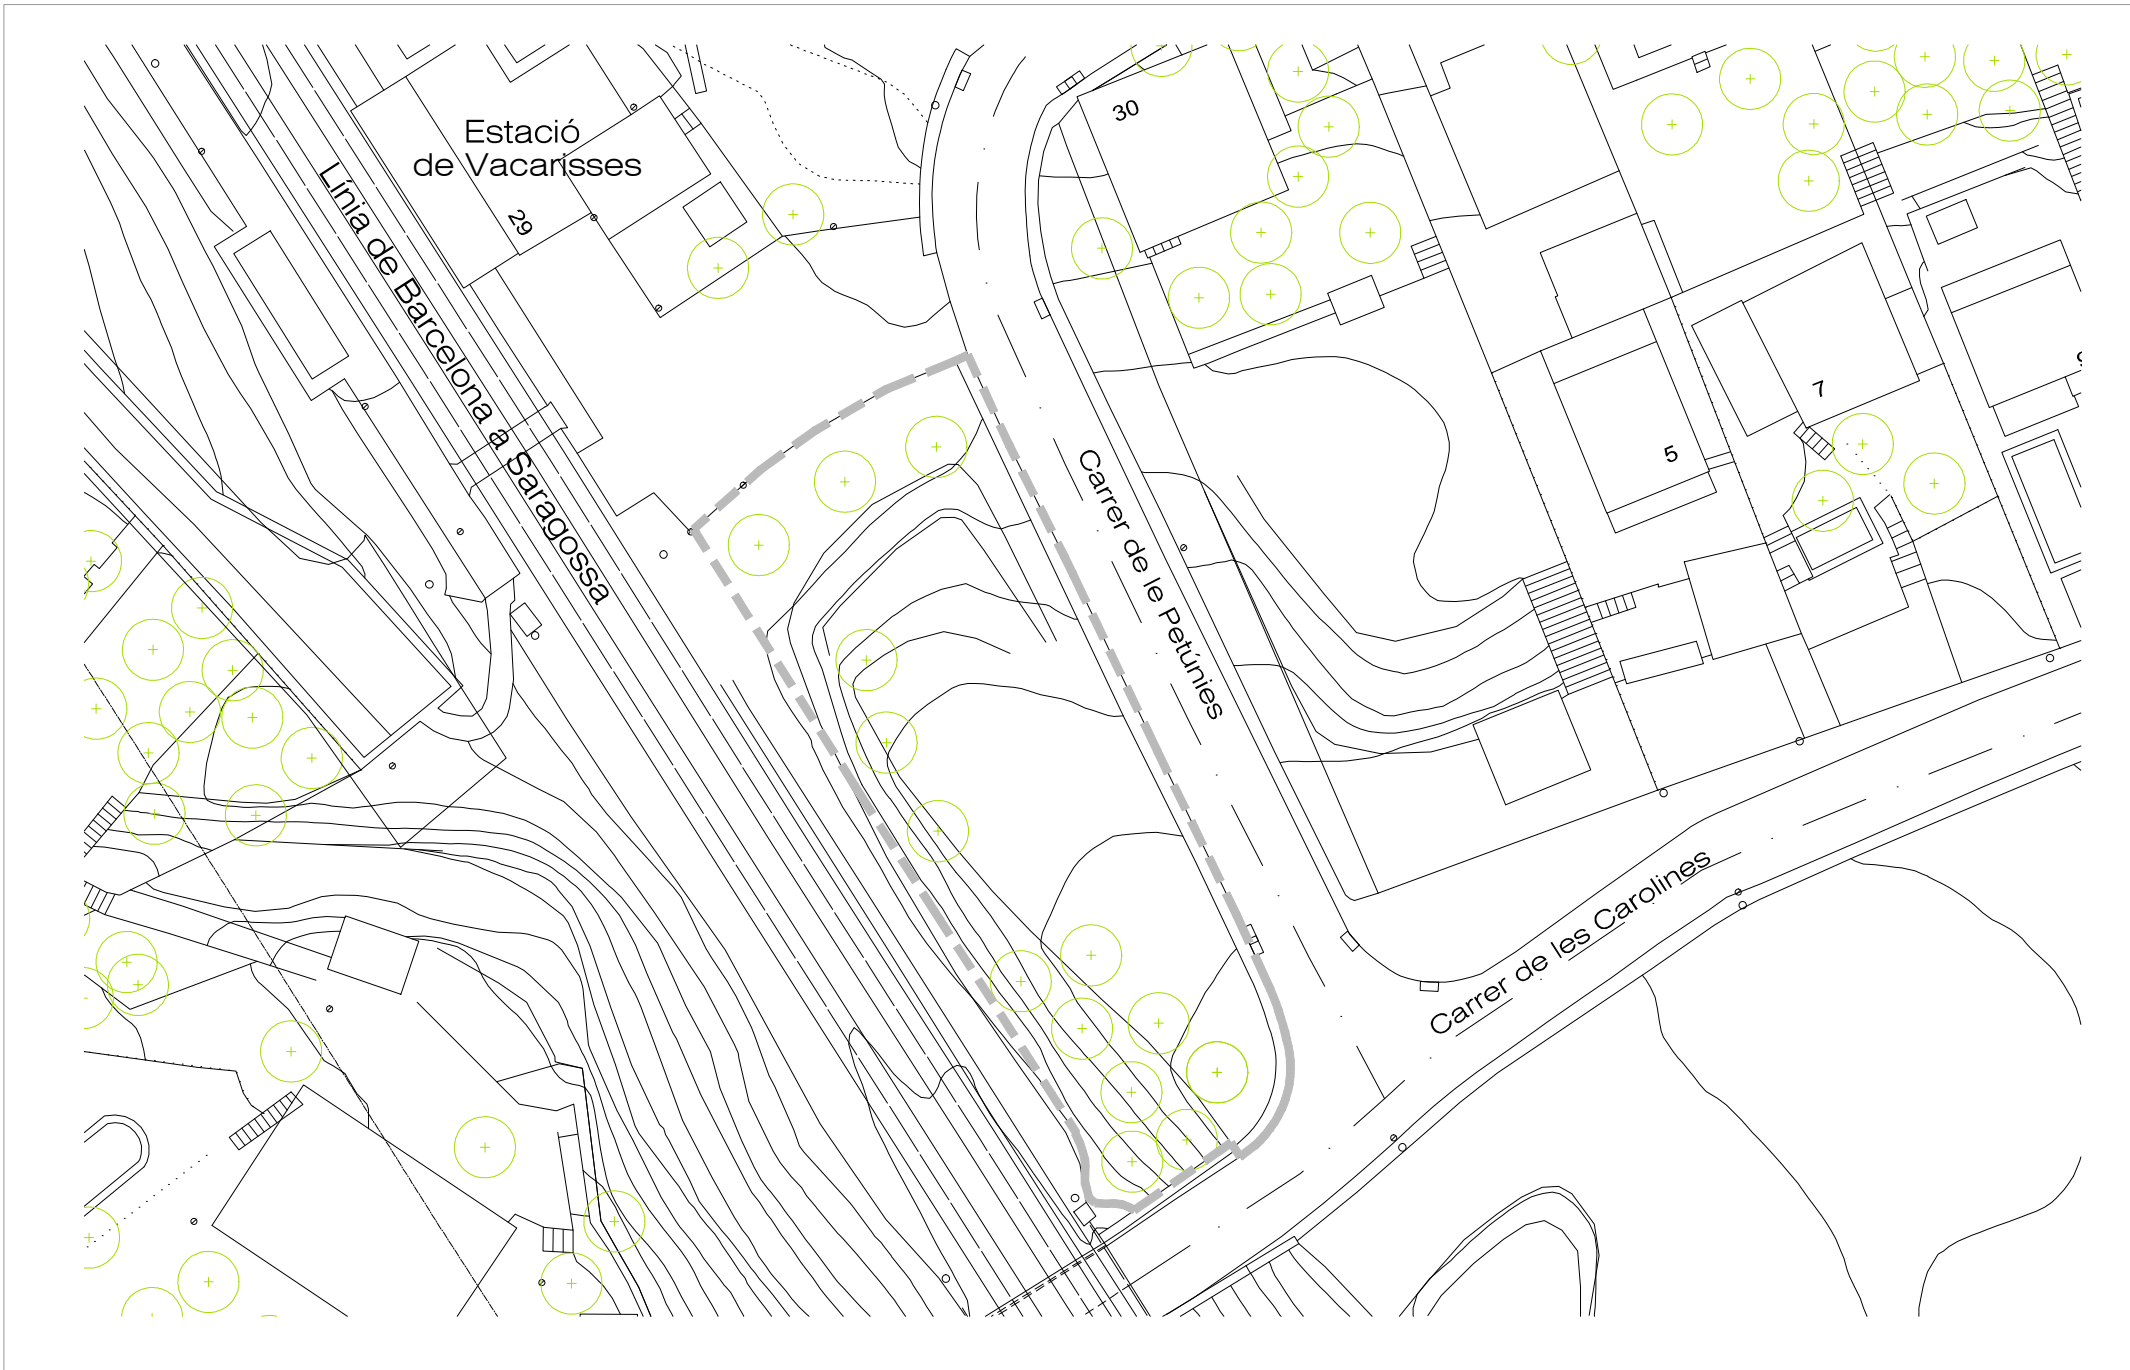 30
Estació
de Vacarisses
29
Línia de Barcelona a Saragossa
7
5
Carrer de le Petúnies
Carrer de les Carolines